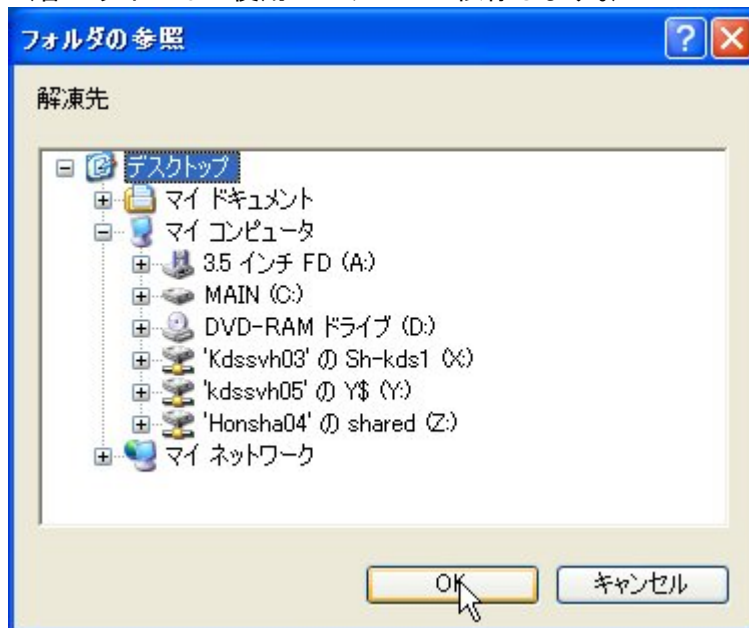 フォルダの参照
解凍先
デスクトップ
マイ ドキュメント
マイ コンピュータ
3.5 インチ FD (A:)
MAIN (C:)
DVD-RAM ドライブ (D:)
'Kdssvh03' の Sh-kds1 (X:)
'kdssvh05' の Y$ (Y:)
'Honsha04' の shared (Z:)
マイ ネットワーク
OK
キャンセル